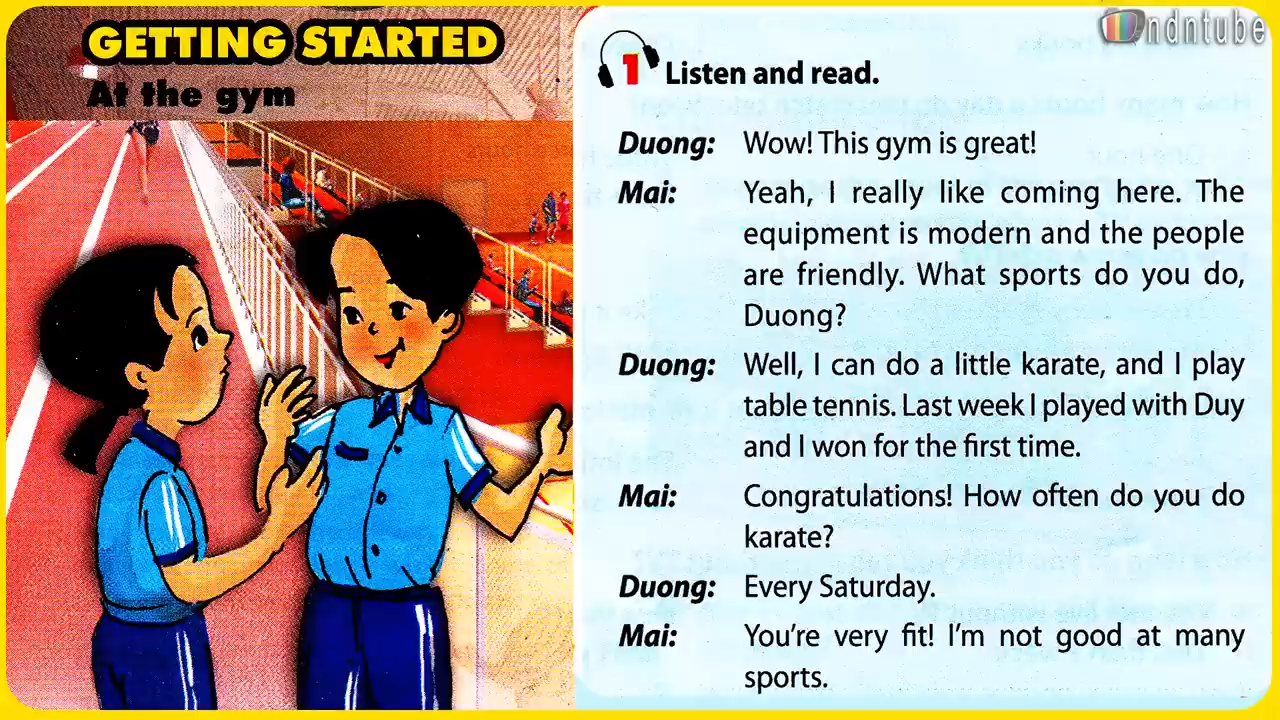 GETTING STARTED
At the gym
ndntube
1 Listen and read.
Duong: Wow! This gym is great!
Mai: Yeah, I really like coming here. The
equipment is modern and the people
are friendly. What sports do you do,
Duong?
Duong: Well, I can do a little karate, and I play
table tennis. Last week I played with Duy
and I won for the first time.
Mai: Congratulations! How often do you do
karate?
Duong: Every Saturday.
Mai: You're very fit! I'm not good at many
sports.